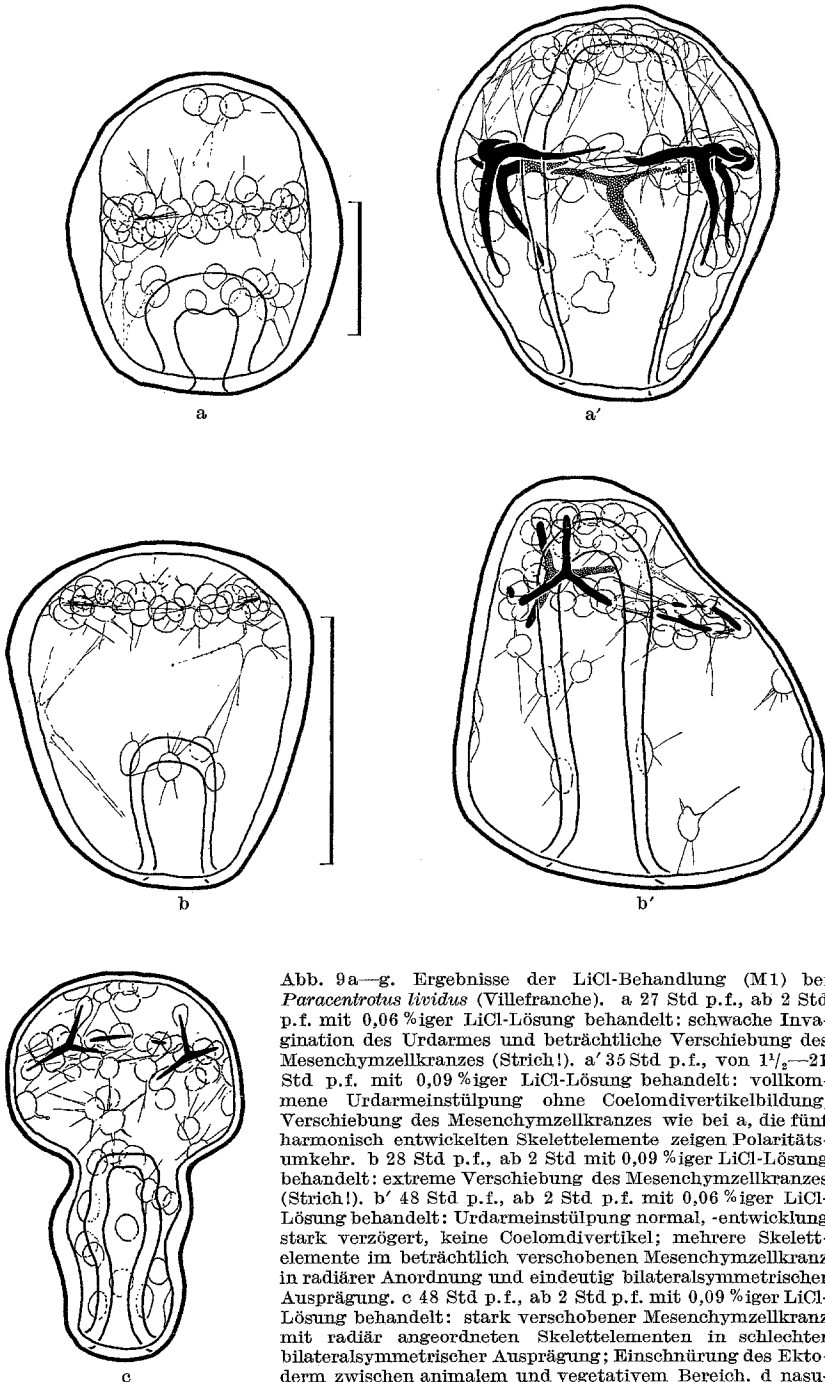 a
a′
b
b′
c
Abb. 9a—g. Ergebnisse der LiCl-Behandlung (M1) bei
Paracentrotus lividus (Villefranche). a 27 Std p.f., ab 2 Std
p.f. mit 0,06 %iger LiCl-Lösung behandelt: schwache Inva-
gination des Urdarmes und beträchtliche Verschiebung des
Mesenchymzellkranzes (Strich!). a′ 35 Std p.f., von 1¹/₂—21
Std p.f. mit 0,09 %iger LiCl-Lösung behandelt: vollkom-
mene Urdarmeinstülpung ohne Coelomdivertikelbildung,
Verschiebung des Mesenchymzellkranzes wie bei a, die fünf
harmonisch entwickelten Skelettelemente zeigen Polaritäts-
umkehr. b 28 Std p.f., ab 2 Std mit 0,09 %iger LiCl-Lösung
behandelt: extreme Verschiebung des Mesenchymzellkranzes
(Strich!). b′ 48 Std p.f., ab 2 Std p.f. mit 0,06 %iger LiCl-
Lösung behandelt: Urdarmeinstülpung normal, -entwicklung
stark verzögert, keine Coelomdivertikel; mehrere Skelett-
elemente im beträchtlich verschobenen Mesenchymzellkranz
in radiärer Anordnung und eindeutig bilateralsymmetrischer
Ausprägung. c 48 Std p.f., ab 2 Std p.f. mit 0,09 %iger LiCl-
Lösung behandelt: stark verschobener Mesenchymzellkranz
mit radiär angeordneten Skelettelementen in schlechter
bilateralsymmetrischer Ausprägung; Einschnürung des Ekto-
derm zwischen animalem und vegetativem Bereich. d nasu-